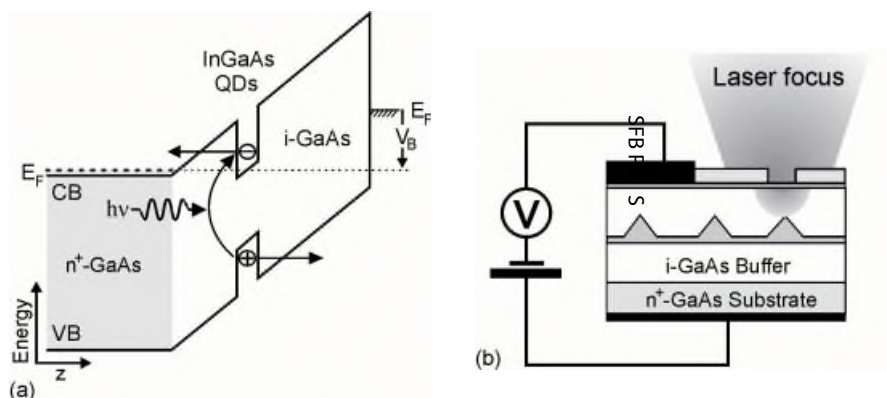 InGaAs
QDs
i-GaAs
E_F
V_B
E_F
CB
hν
n⁺-GaAs
VB
Energy
z
(a)
Laser focus
V
i-GaAs Buffer
n⁺-GaAs Substrate
(b)